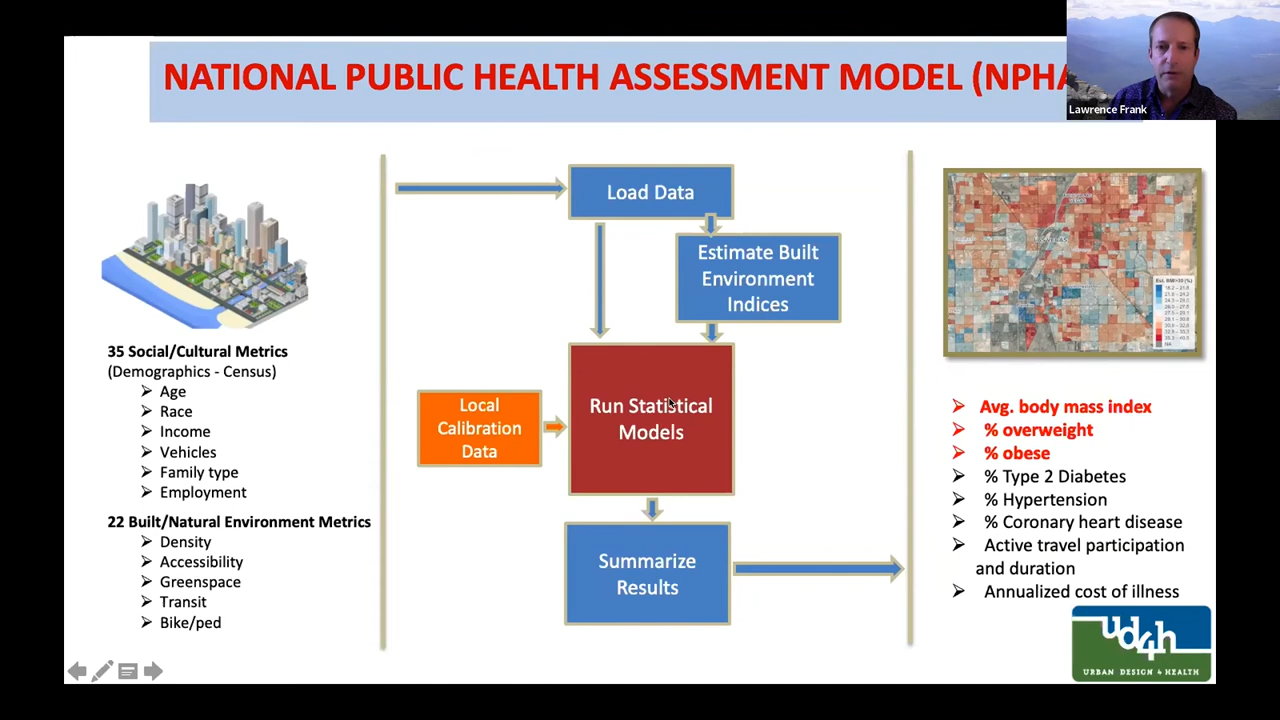 NATIONAL PUBLIC HEALTH ASSESSMENT MODEL (NPHA
Lawrence Frank
35 Social/Cultural Metrics
(Demographics - Census)
Age
Race
Income
Vehicles
Family type
Employment
22 Built/Natural Environment Metrics
Density
Accessibility
Greenspace
Transit
Bike/ped
Load Data
Estimate Built
Environment
Indices
Local
Calibration
Data
Run Statistical
Models
Summarize
Results
Avg. body mass index
% overweight
% obese
% Type 2 Diabetes
% Hypertension
% Coronary heart disease
Active travel participation
and duration
Annualized cost of illness
ud4h
URBAN DESIGN 4 HEALTH